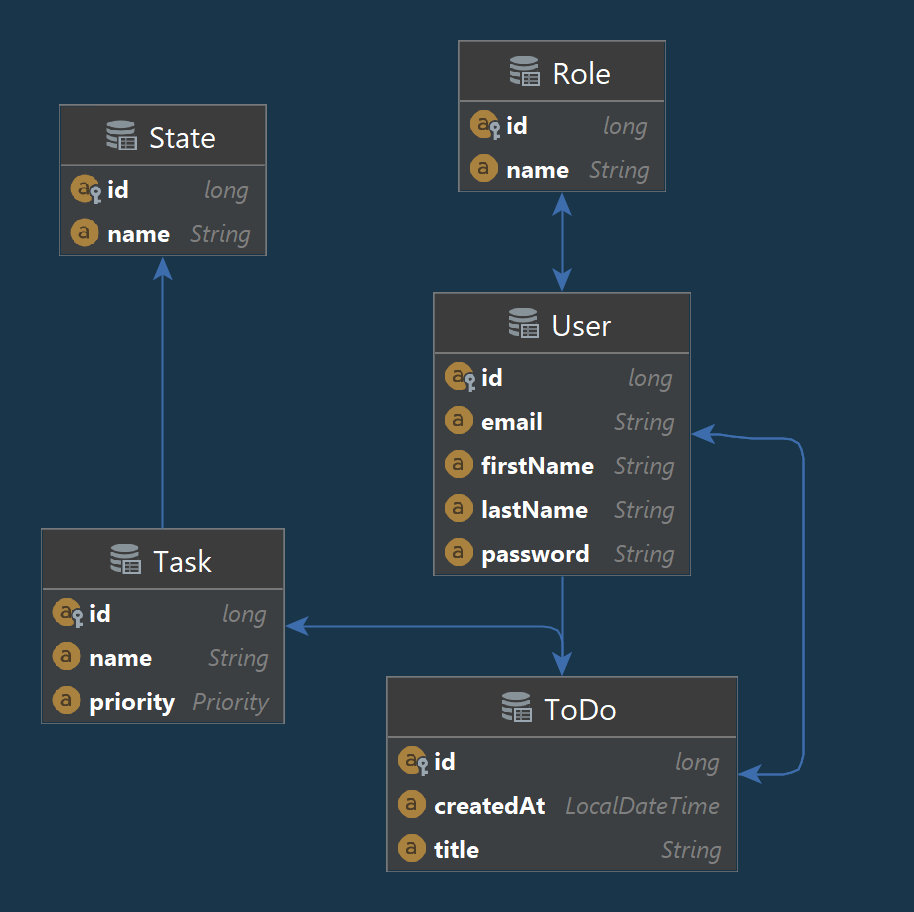 Role
id long
name String
State
id long
name String
User
id long
email String
firstName String
lastName String
password String
Task
id long
name String
priority Priority
ToDo
id long
createdAt LocalDateTime
title String